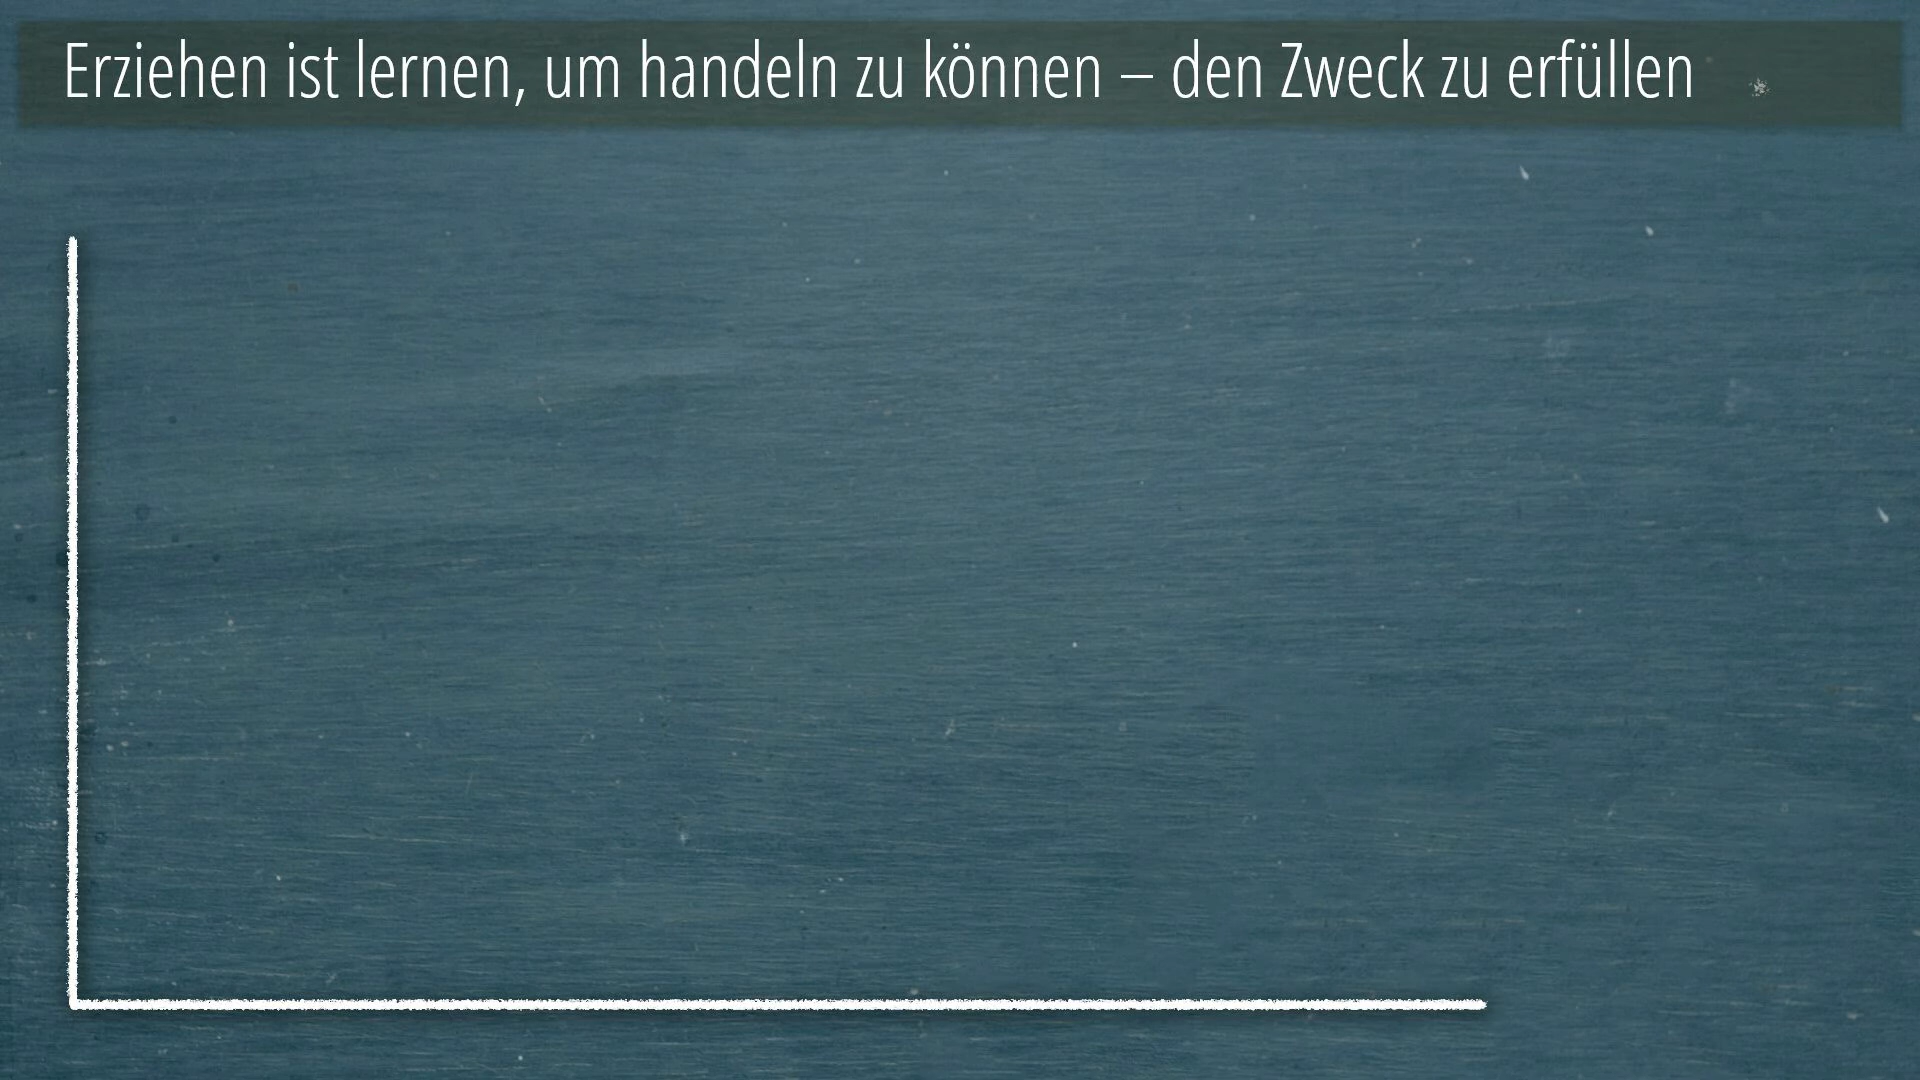 Erziehen ist lernen, um handeln zu können – den Zweck zu erfüllen